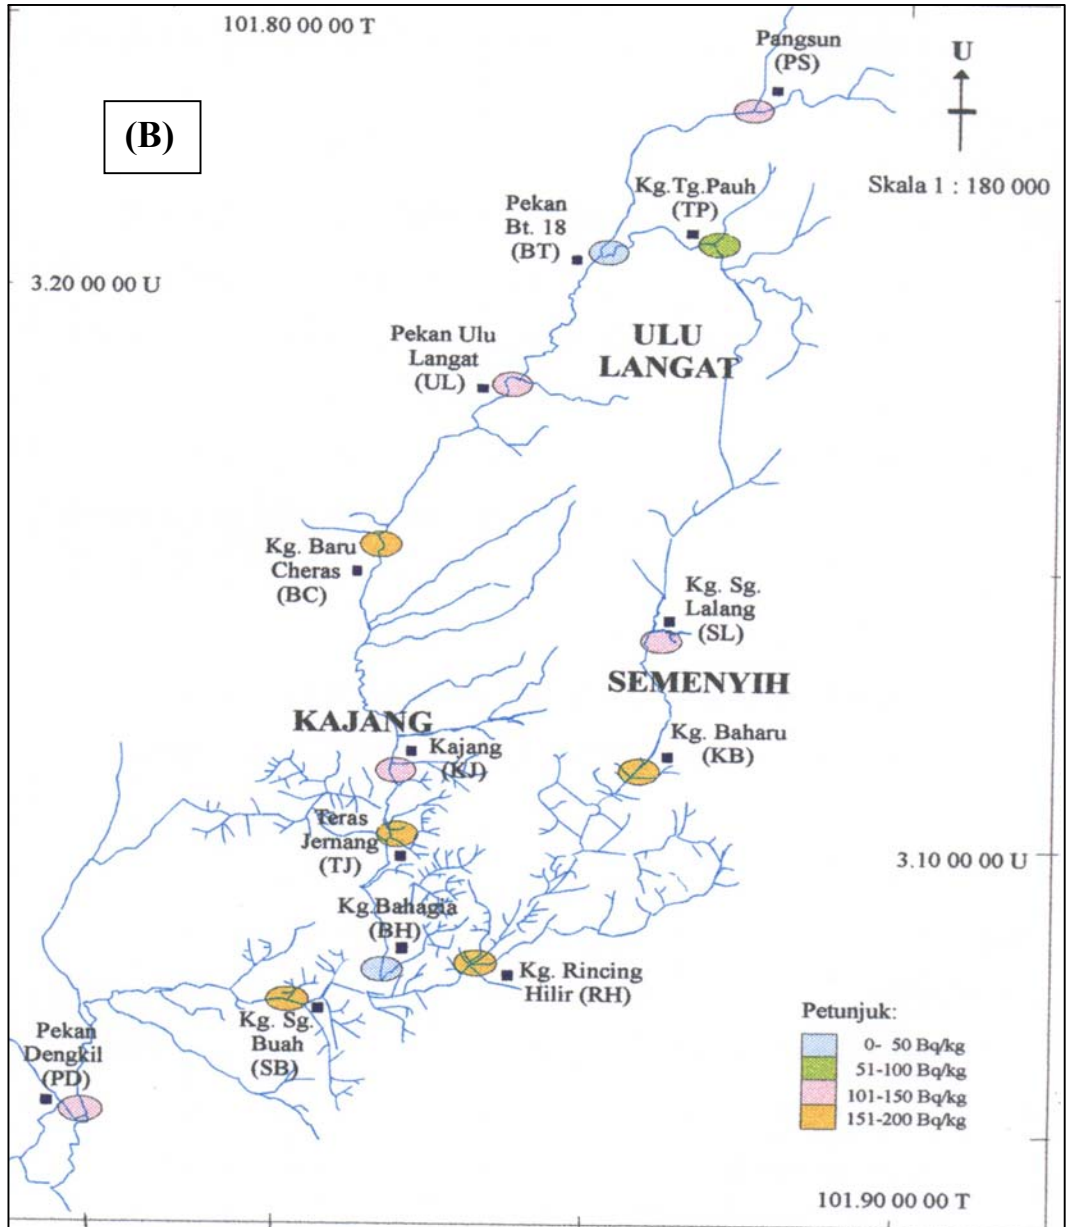 101.80 00 00 T
Pangsun
(PS)
U
(B)
Skala 1 : 180 000
Kg.Tg.Pauh
(TP)
Pekan
Bt. 18
(BT)
3.20 00 00 U
ULU
LANGAT
Pekan Ulu
Langat
(UL)
Kg. Baru
Cheras
(BC)
Kg. Sg.
Lalang
(SL)
SEMENYIH
KAJANG
Kajang
(KJ)
Kg. Baharu
(KB)
Teras
Jernang
(TJ)
3.10 00 00 U
Kg.Bahagia
(BH)
Kg. Rincing
Hilir (RH)
Kg. Sg.
Buah
(SB)
Pekan
Dengkil
(PD)
Petunjuk:
0- 50 Bq/kg
51-100 Bq/kg
101-150 Bq/kg
151-200 Bq/kg
101.90 00 00 T